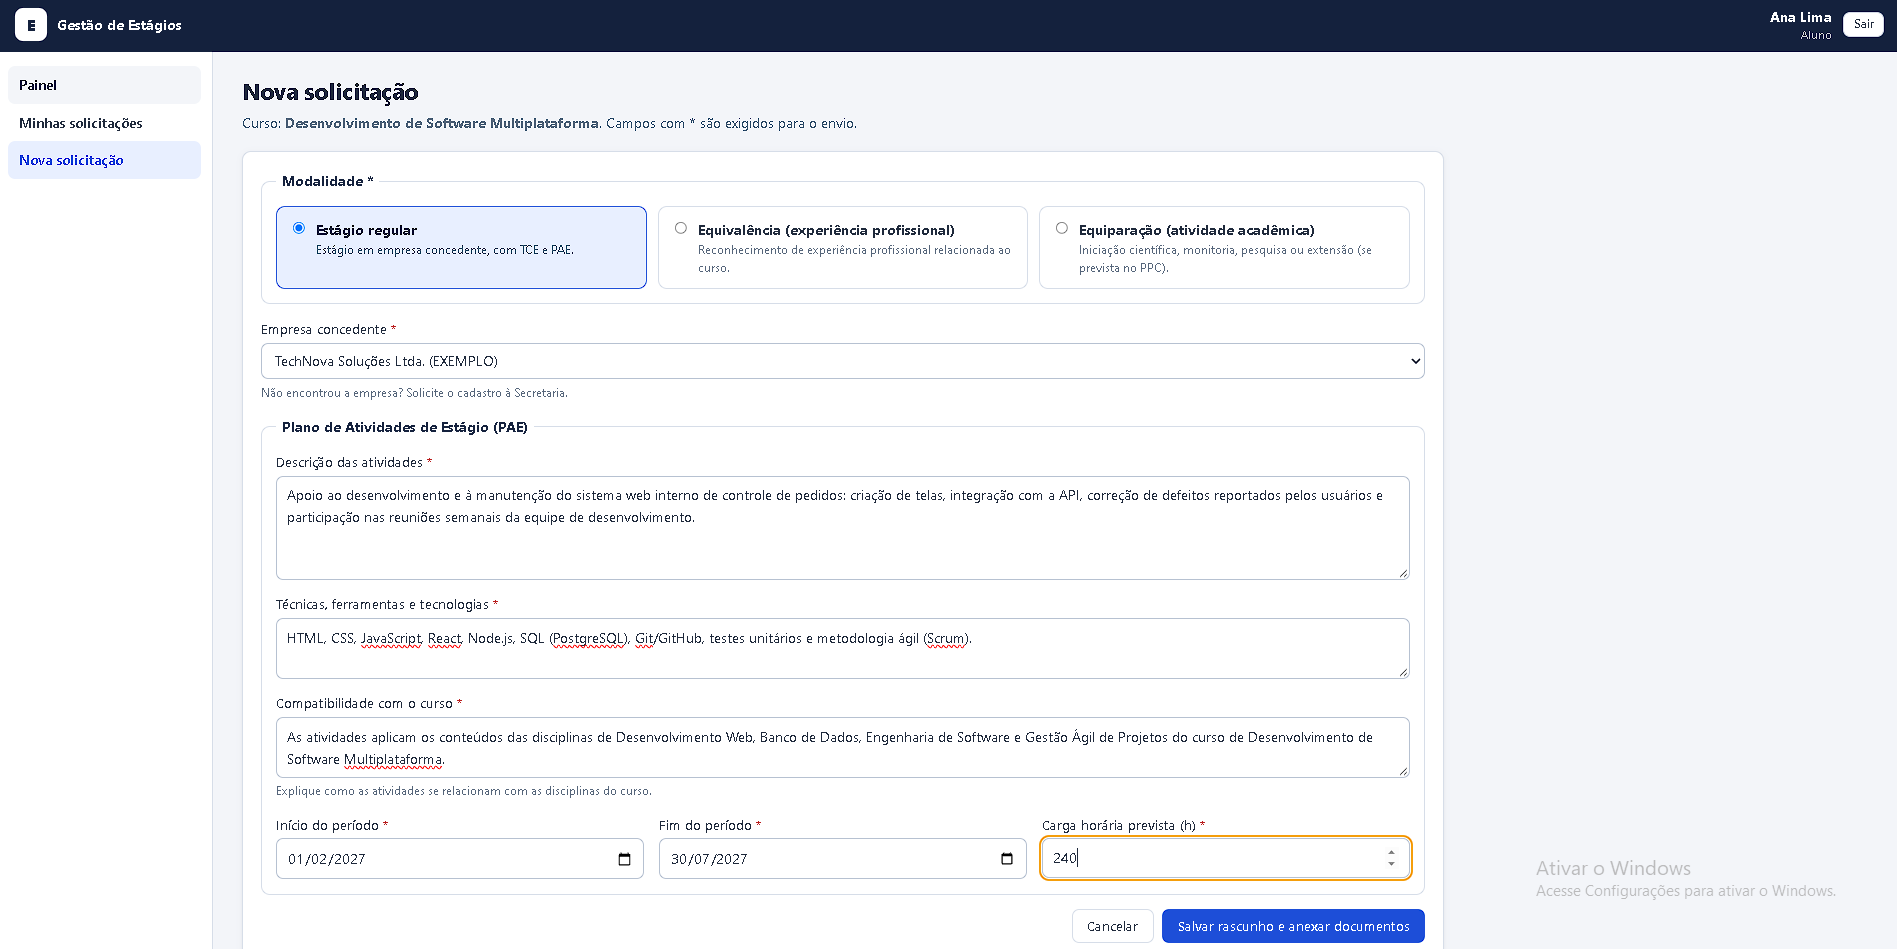 E Gestão de Estágios
Ana Lima
Aluno
Sair
Painel
Minhas solicitações
Nova solicitação
Nova solicitação
Curso: Desenvolvimento de Software Multiplataforma. Campos com * são exigidos para o envio.
Modalidade *
Estágio regular
Estágio em empresa concedente, com TCE e PAE.
Equivalência (experiência profissional)
Reconhecimento de experiência profissional relacionada ao
curso.
Equiparação (atividade acadêmica)
Iniciação científica, monitoria, pesquisa ou extensão (se
prevista no PPC).
Empresa concedente *
TechNova Soluções Ltda. (EXEMPLO)
Não encontrou a empresa? Solicite o cadastro à Secretaria.
Plano de Atividades de Estágio (PAE)
Descrição das atividades *
Apoio ao desenvolvimento e à manutenção do sistema web interno de controle de pedidos: criação de telas, integração com a API, correção de defeitos reportados pelos usuários e
participação nas reuniões semanais da equipe de desenvolvimento.
Técnicas, ferramentas e tecnologias *
HTML, CSS, JavaScript, React, Node.js, SQL (PostgreSQL), Git/GitHub, testes unitários e metodologia ágil (Scrum).
Compatibilidade com o curso *
As atividades aplicam os conteúdos das disciplinas de Desenvolvimento Web, Banco de Dados, Engenharia de Software e Gestão Ágil de Projetos do curso de Desenvolvimento de
Software Multiplataforma.
Explique como as atividades se relacionam com as disciplinas do curso.
Início do período *
01/02/2027
Fim do período *
30/07/2027
Carga horária prevista (h) *
240
Cancelar
Salvar rascunho e anexar documentos
Ativar o Windows
Acesse Configurações para ativar o Windows.